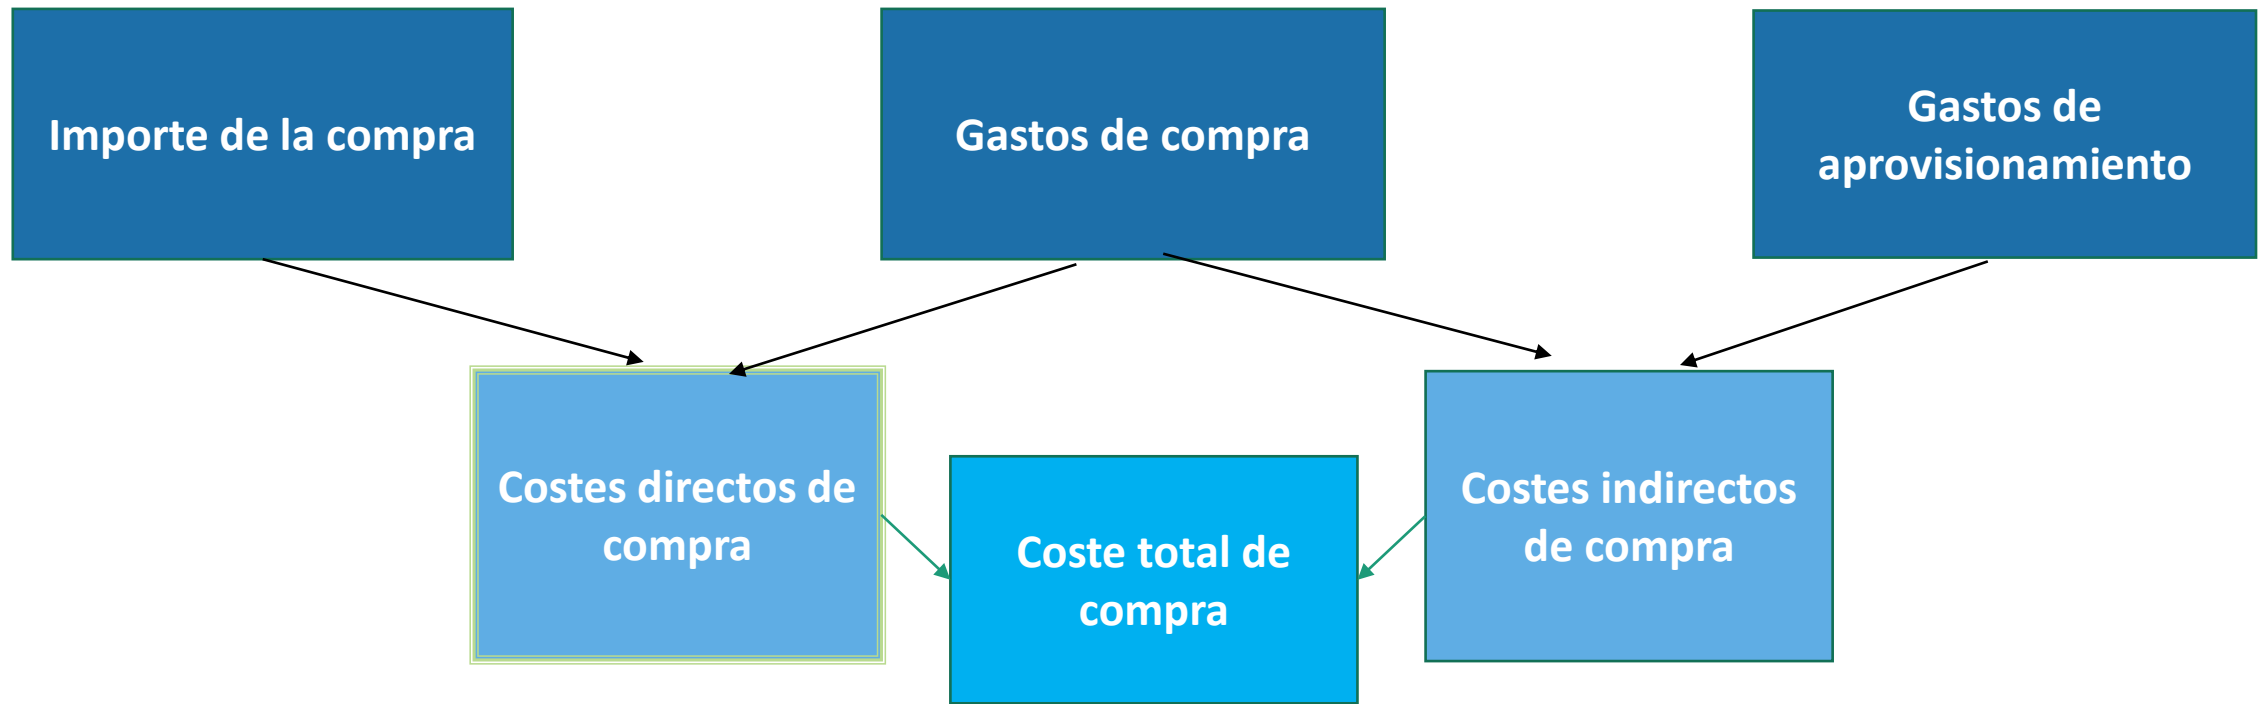 Importe de la compra
Gastos de compra
Gastos de
aprovisionamiento
Costes directos de
compra
Coste total de
compra
Costes indirectos
de compra